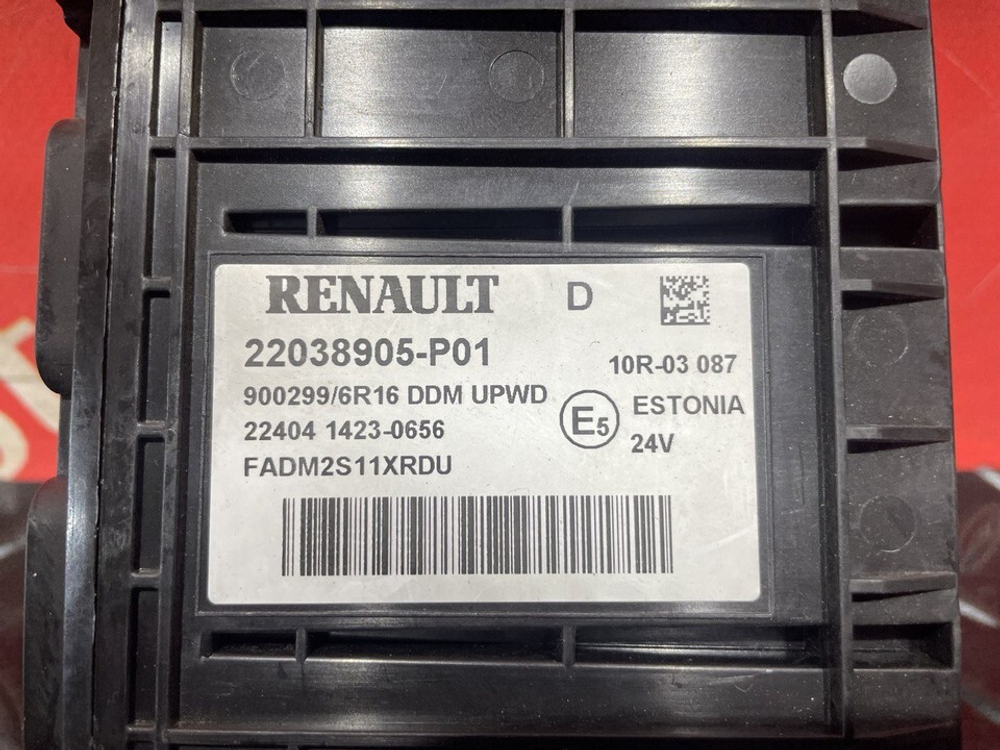 RENAULT D
22038905-P01
10R-03 087
900299/6R16 DDM UPWD
E5 ESTONIA
22404 1423-0656
24V
FADM2S11XRDU